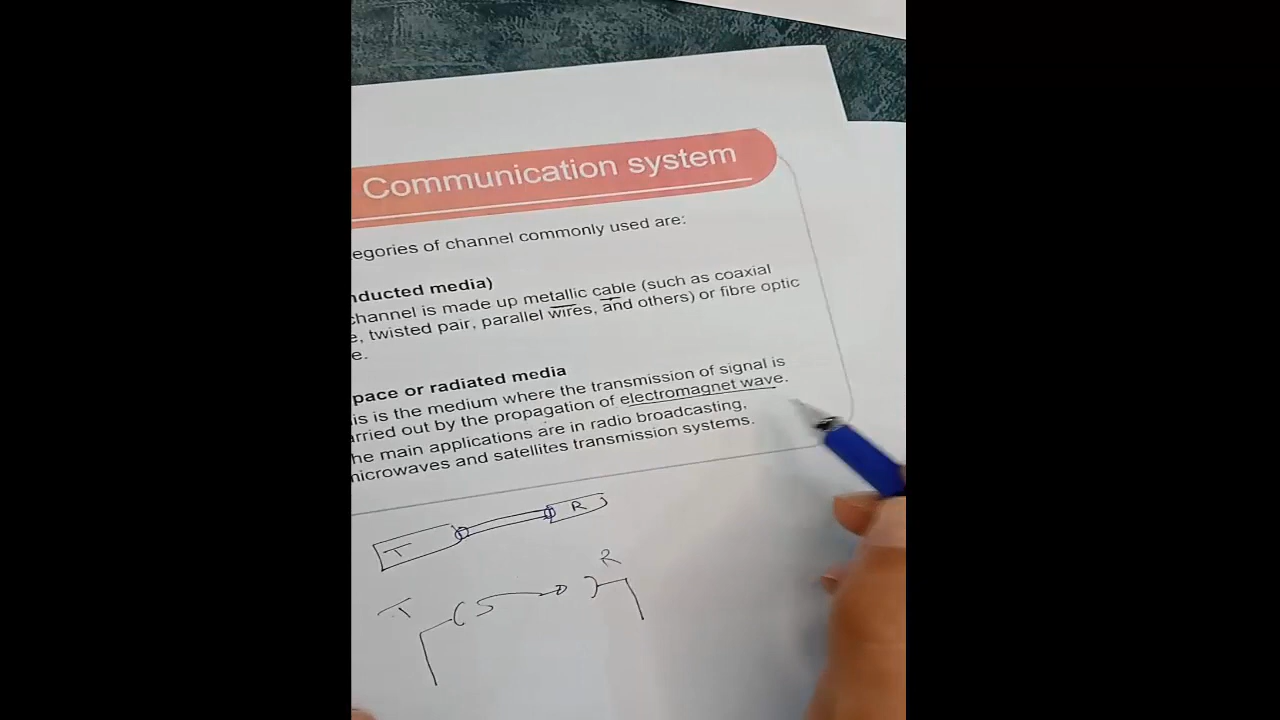 Communication system
egories of channel commonly used are:
nducted media)
channel is made up metallic cable (such as coaxial
e, twisted pair, parallel wires, and others) or fibre optic
e.
pace or radiated media
is is the medium where the transmission of signal is
arried out by the propagation of electromagnet wave.
he main applications are in radio broadcasting,
microwaves and satellites transmission systems.
T R
T S R